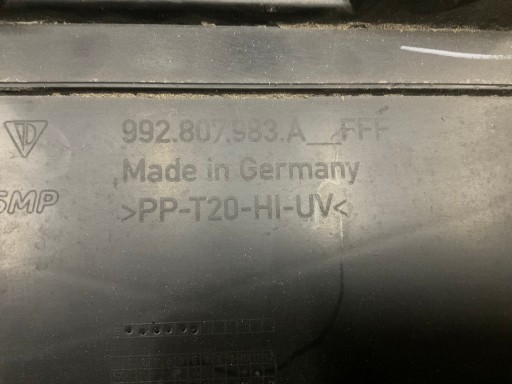 992.807.983.A__FFF
Made in Germany
SMP
>PP-T20-HI-UV<